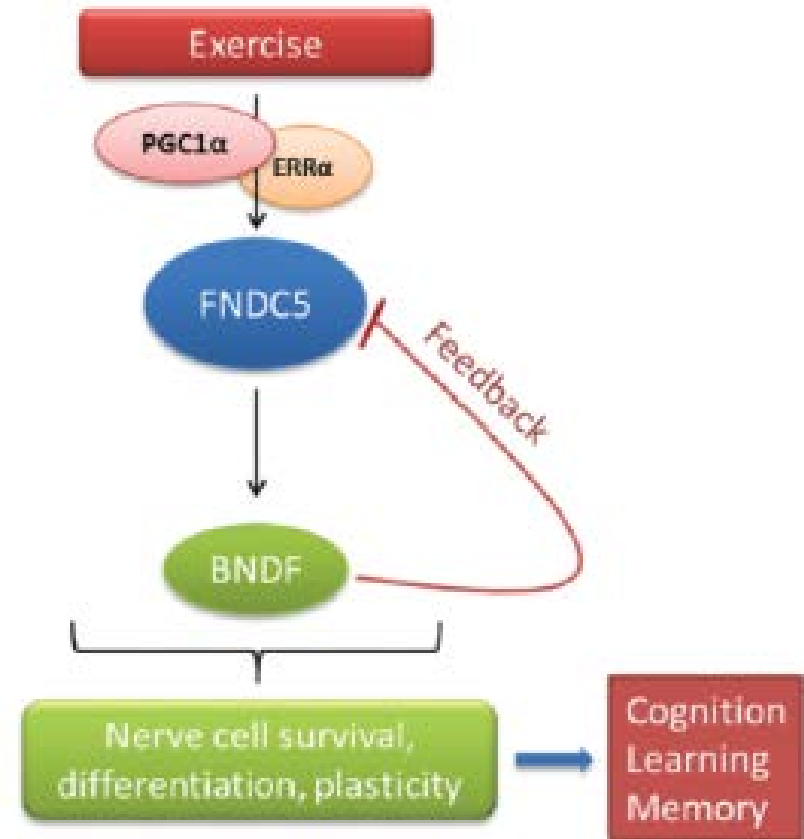 Exercise
PGC1α
ERRα
FNDC5
Feedback
BNDF
Nerve cell survival,
differentiation, plasticity
Cognition
Learning
Memory